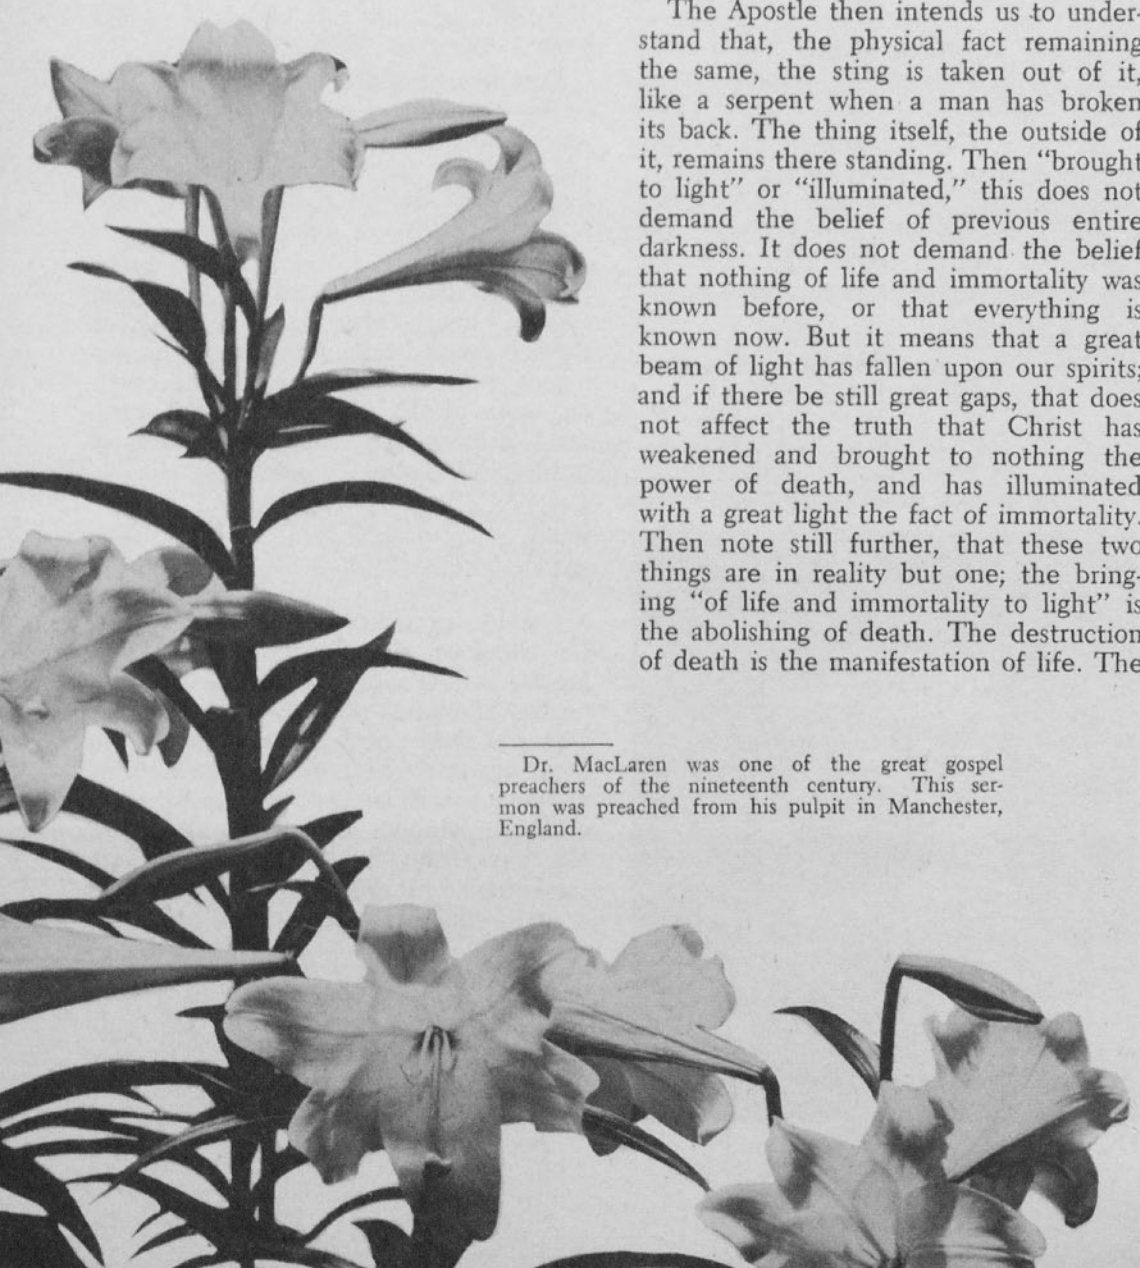 The Apostle then intends us to under-
stand that, the physical fact remaining
the same, the sting is taken out of it,
like a serpent when a man has broken
its back. The thing itself, the outside of
it, remains there standing. Then “brought
to light” or “illuminated,” this does not
demand the belief of previous entire
darkness. It does not demand the belief
that nothing of life and immortality was
known before, or that everything is
known now. But it means that a great
beam of light has fallen upon our spirits;
and if there be still great gaps, that does
not affect the truth that Christ has
weakened and brought to nothing the
power of death, and has illuminated
with a great light the fact of immortality.
Then note still further, that these two
things are in reality but one; the bring-
ing “of life and immortality to light” is
the abolishing of death. The destruction
of death is the manifestation of life. The
Dr. MacLaren was one of the great gospel
preachers of the nineteenth century. This ser-
mon was preached from his pulpit in Manchester,
England.